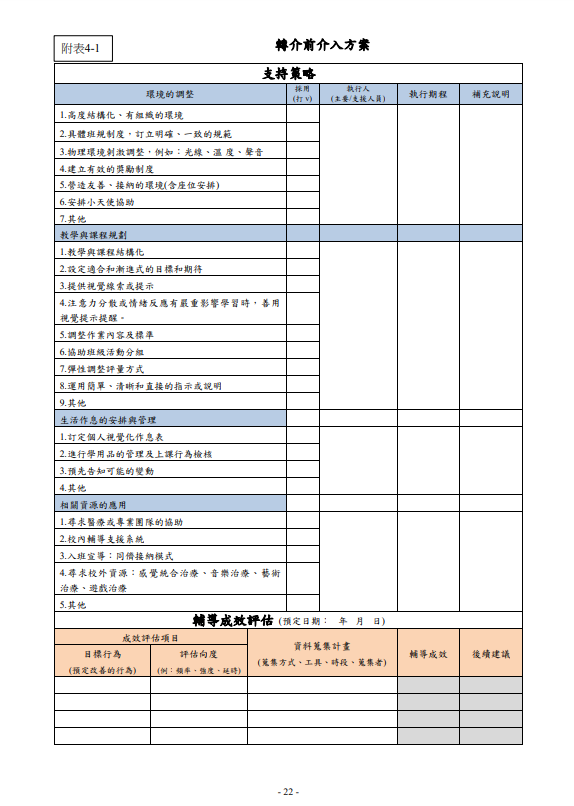 附表4-1
轉介前介入方案
支持策略
環境的調整
採用
(打 v)
執行人
(主要/支援人員)
執行期程
補充說明
1.高度結構化、有組織的環境
2.具體班規制度，訂立明確、一致的規範
3.物理環境刺激調整，例如：光線、溫 度、聲音
4.建立有效的獎勵制度
5.營造友善、接納的環境(含座位安排)
6.安排小天使協助
7.其他
教學與課程規劃
1.教學與課程結構化
2.設定適合和漸進式的目標和期待
3.提供視覺線索或提示
4.注意力分散或情緒反應有嚴重影響學習時，善用
視覺提示提醒。
5.調整作業內容及標準
6.協助班級活動分組
7.彈性調整評量方式
8.運用簡單、清晰和直接的指示或說明
9.其他
生活作息的安排與管理
1.訂定個人視覺化作息表
2.進行學用品的管理及上課行為檢核
3.預先告知可能的變動
4.其他
相關資源的應用
1.尋求醫療或專業團隊的協助
2.校內輔導支援系統
3.入班宣導：同儕接納模式
4.尋求校外資源：感覺統合治療、音樂治療、藝術
治療、遊戲治療
5.其他
輔導成效評估 (預定日期：　年　月　日)
成效評估項目
資料蒐集計畫
(蒐集方式、工具、時段、蒐集者)
輔導成效
後續建議
目標行為
(預定改善的行為)
評估向度
(例：頻率、強度、延時)
- 22 -